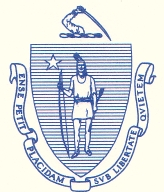 ENSE PETIT PLACIDAM SVB LIBERTATE QVIETEM